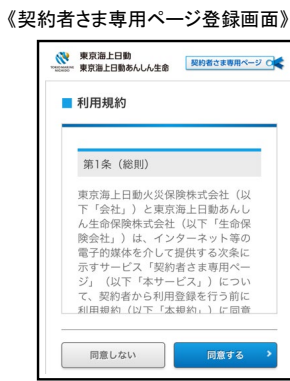 《契約者さま専用ページ登録画面》
東京海上日動
東京海上日動あんしん生命
契約者さま専用ページ
利用規約
第1条（総則）
東京海上日動火災保険株式会社（以
下「会社」）と東京海上日動あんし
ん生命保険株式会社（以下「生命保
険会社」）は、インターネット等の
電子的媒体を介して提供する次条に
示すサービス「契約者さま専用ペー
ジ」（以下「本サービス」）につい
て、契約者から利用登録を行う前に
利用規約（以下「本規約」）に同意
同意しない
同意する